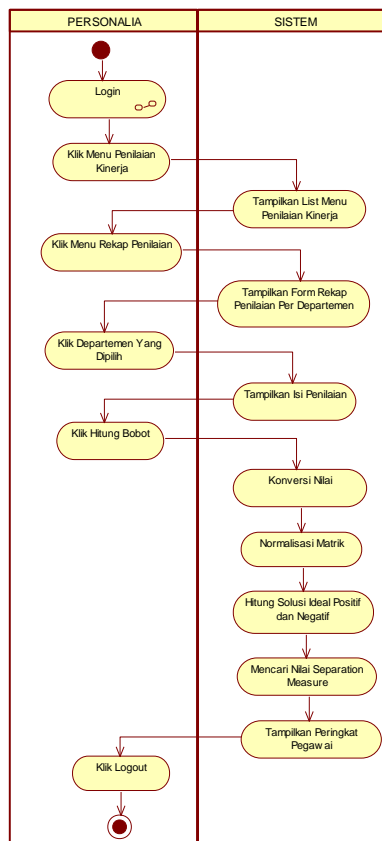 PERSONALIA
SISTEM
Login
Klik Menu Penilaian
Kinerja
Tampilkan List Menu
Penilaian Kinerja
Klik Menu Rekap Penilaian
Tampilkan Form Rekap
Penilaian Per Departemen
Klik Departemen Yang
Dipilih
Tampilkan Isi Penilaian
Klik Hitung Bobot
Konversi Nilai
Normalisasi Matrik
Hitung Solusi Ideal Positif
dan Negatif
Mencari Nilai Separation
Measure
Tampilkan Peringkat
Pegawai
Klik Logout